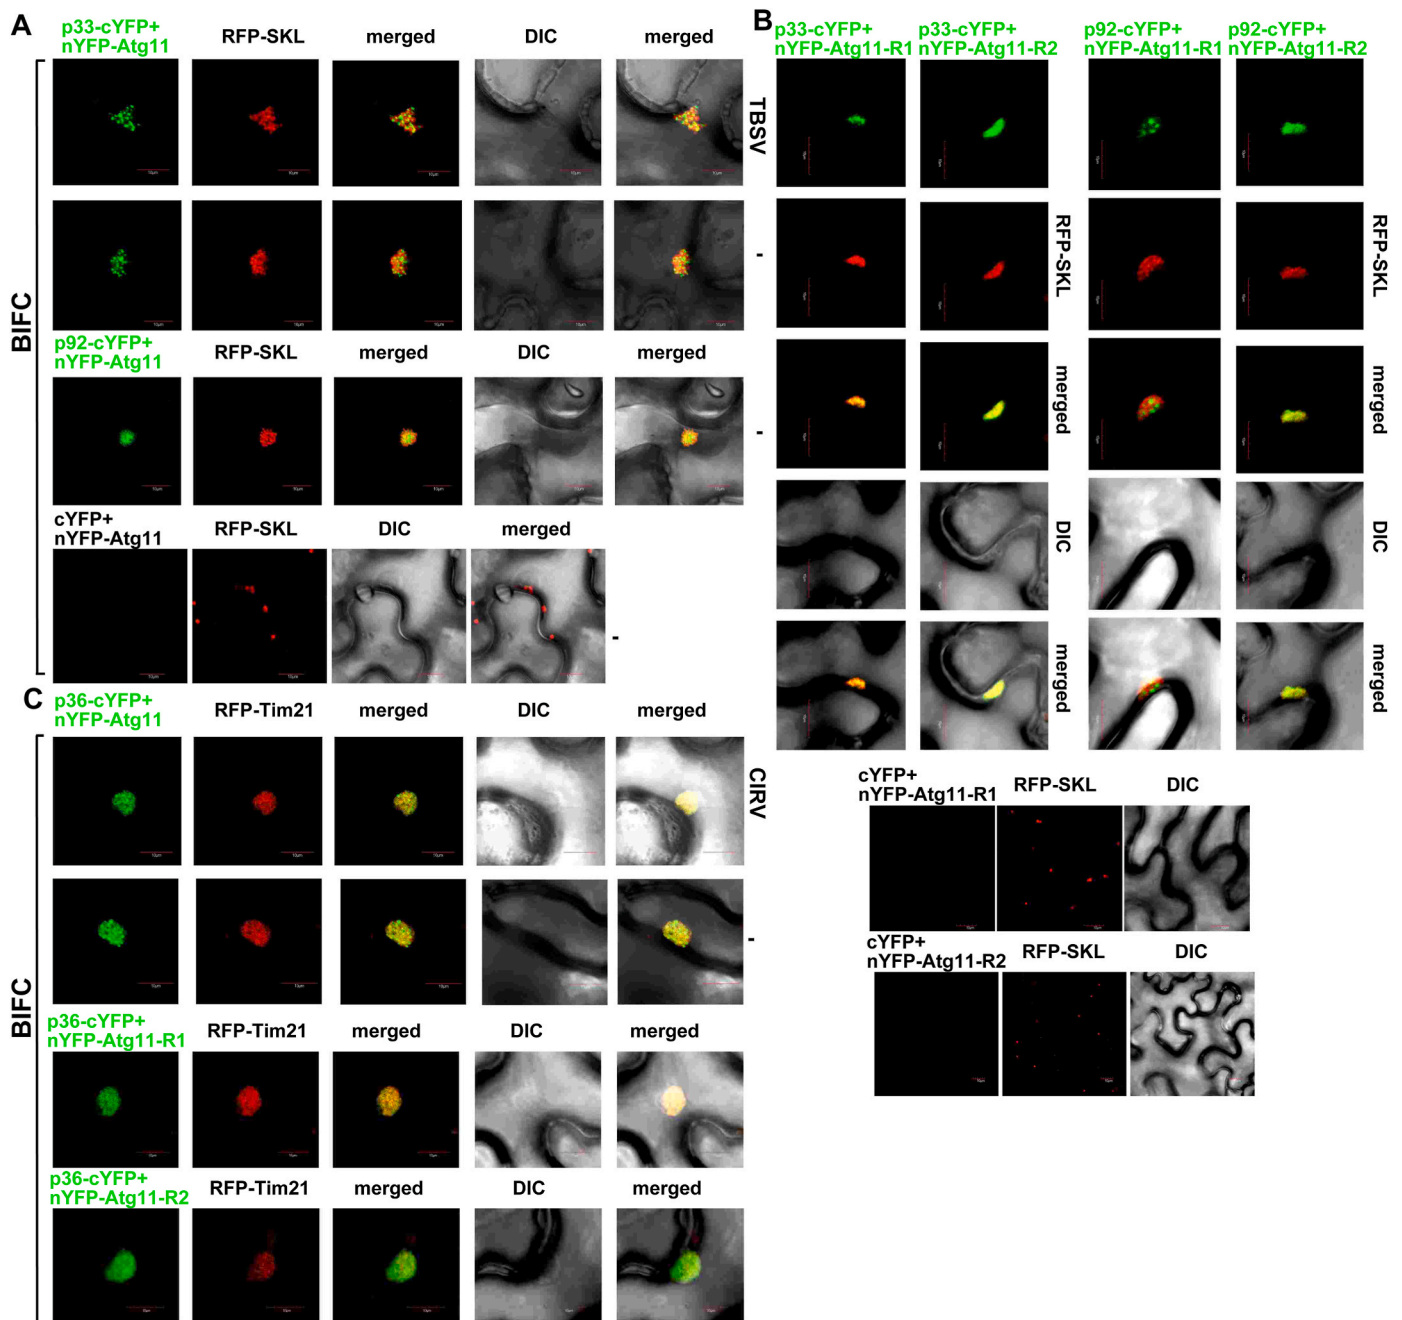 A
p33-cYFP+
nYFP-Atg11
RFP-SKL
merged
DIC
merged
TBSV
-
BIFC
p92-cYFP+
nYFP-Atg11
RFP-SKL
merged
DIC
merged
-
cYFP+
nYFP-Atg11
RFP-SKL
DIC
merged
-
B
p33-cYFP+
nYFP-Atg11-R1
p33-cYFP+
nYFP-Atg11-R2
p92-cYFP+
nYFP-Atg11-R1
p92-cYFP+
nYFP-Atg11-R2
RFP-SKL
RFP-SKL
merged
merged
DIC
DIC
merged
merged
cYFP+
nYFP-Atg11-R1
RFP-SKL
DIC
cYFP+
nYFP-Atg11-R2
RFP-SKL
DIC
C
p36-cYFP+
nYFP-Atg11
RFP-Tim21
merged
DIC
merged
CIRV
-
BIFC
p36-cYFP+
nYFP-Atg11-R1
RFP-Tim21
merged
DIC
merged
p36-cYFP+
nYFP-Atg11-R2
RFP-Tim21
merged
DIC
merged